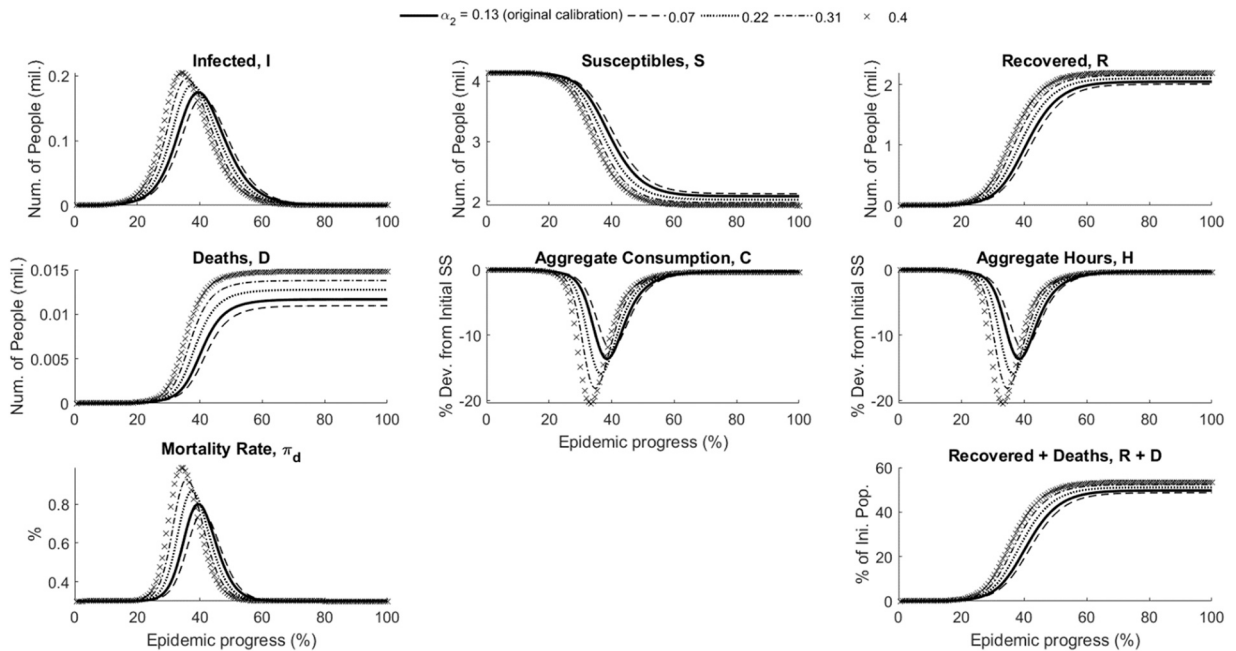 α2 = 0.13 (original calibration) 0.07 0.22 0.31 0.4
Infected, I
Num. of People (mil.)
0.2
0.1
0
0 20 40 60 80 100
Susceptibles, S
Num. of People (mil.)
4
3
2
0 20 40 60 80 100
Recovered, R
Num. of People (mil.)
2
1
0
0 20 40 60 80 100
Deaths, D
Num. of People (mil.)
0.015
0.01
0.005
0
0 20 40 60 80 100
Aggregate Consumption, C
% Dev. from Initial SS
0
-10
-20
0 20 40 60 80 100
Epidemic progress (%)
Aggregate Hours, H
% Dev. from Initial SS
0
-10
-20
0 20 40 60 80 100
Mortality Rate, πd
%
0.8
0.6
0.4
0 20 40 60 80 100
Epidemic progress (%)
Recovered + Deaths, R + D
% of Ini. Pop.
60
40
20
0
0 20 40 60 80 100
Epidemic progress (%)